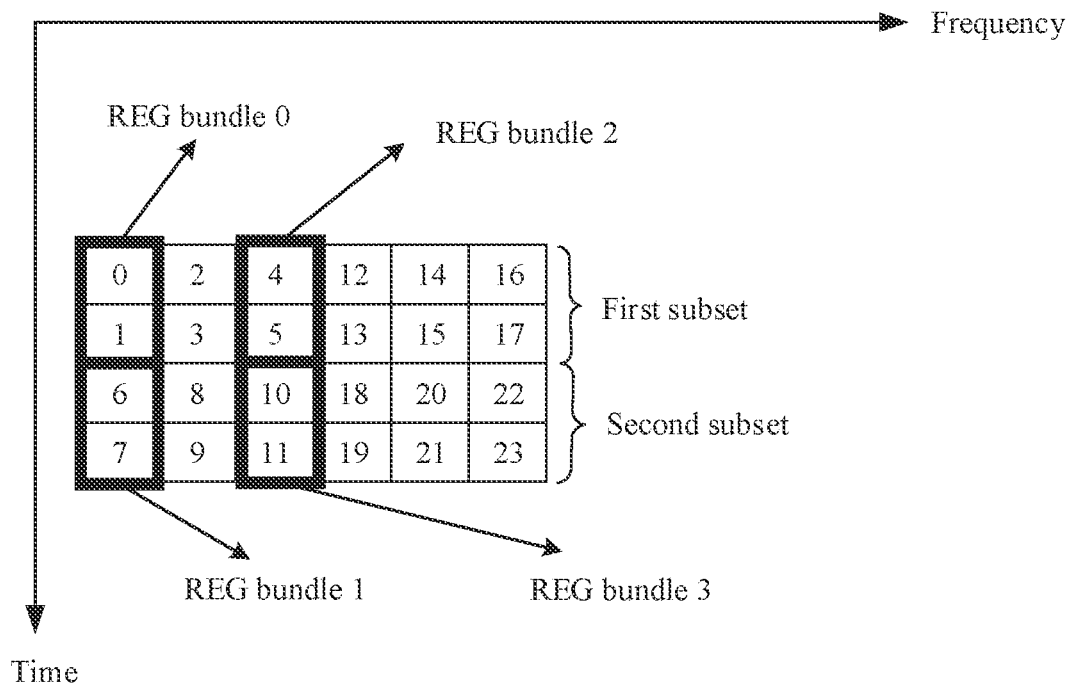 Frequency
REG bundle 0
REG bundle 2
0 2 4 12 14 16
1 3 5 13 15 17
First subset
6 8 10 18 20 22
7 9 11 19 21 23
Second subset
REG bundle 1
REG bundle 3
Time